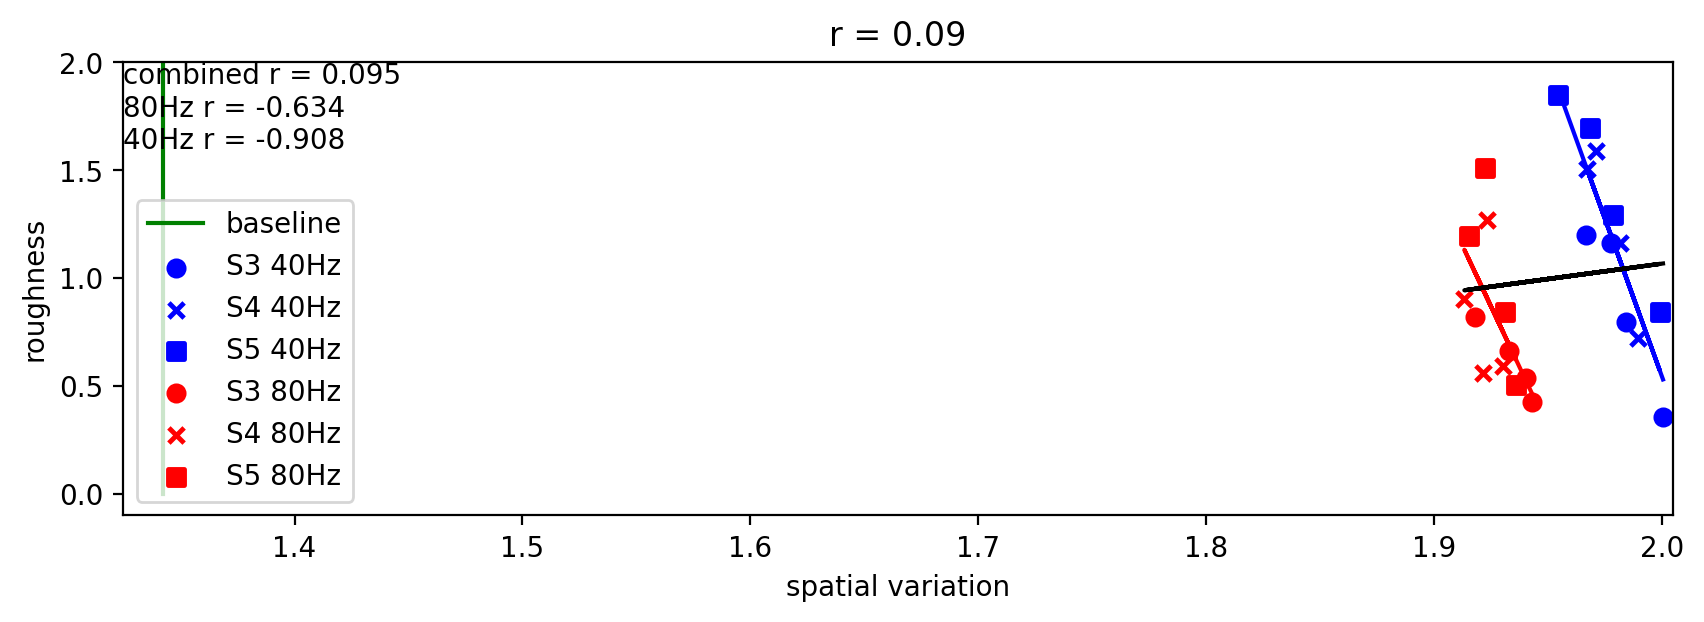 r = 0.09
combined r = 0.095
80Hz r = -0.634
40Hz r = -0.908
roughness
2.0
1.5
1.0
0.5
0.0
baseline
S3 40Hz
S4 40Hz
S5 40Hz
S3 80Hz
S4 80Hz
S5 80Hz
1.4 1.5 1.6 1.7 1.8 1.9 2.0
spatial variation